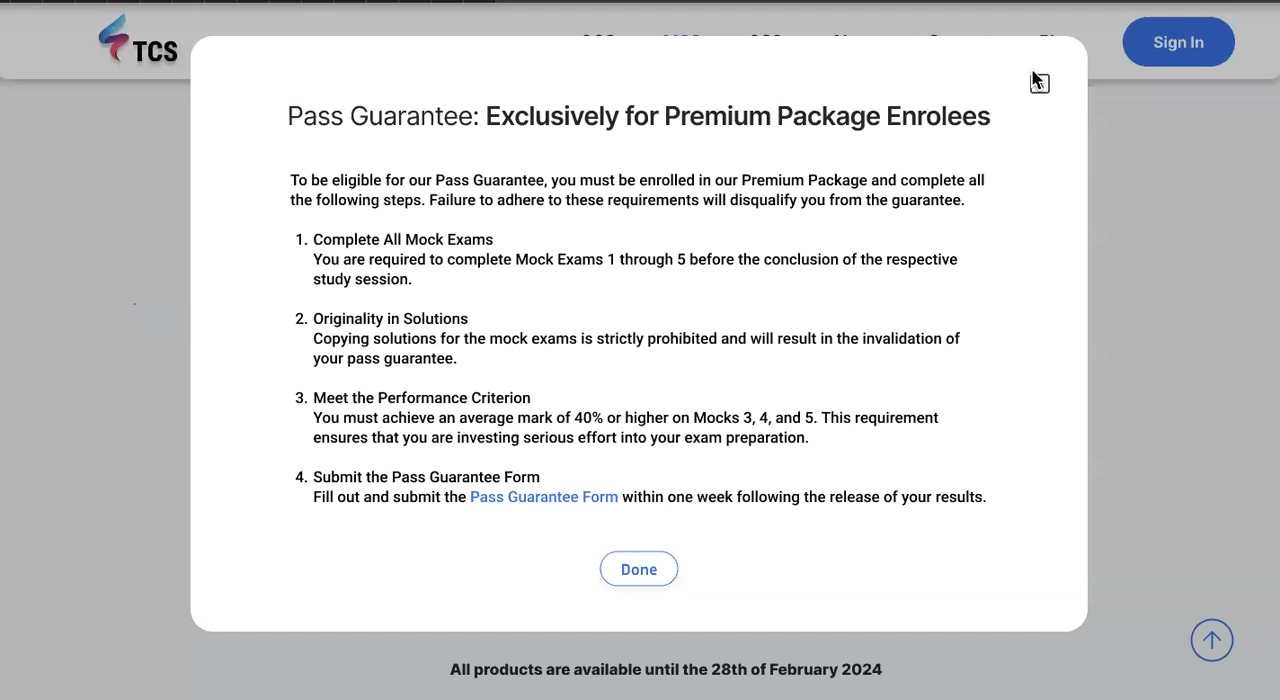 TCS
Sign In
Pass Guarantee: Exclusively for Premium Package Enrolees
To be eligible for our Pass Guarantee, you must be enrolled in our Premium Package and complete all
the following steps. Failure to adhere to these requirements will disqualify you from the guarantee.
1. Complete All Mock Exams
You are required to complete Mock Exams 1 through 5 before the conclusion of the respective
study session.
2. Originality in Solutions
Copying solutions for the mock exams is strictly prohibited and will result in the invalidation of
your pass guarantee.
3. Meet the Performance Criterion
You must achieve an average mark of 40% or higher on Mocks 3, 4, and 5. This requirement
ensures that you are investing serious effort into your exam preparation.
4. Submit the Pass Guarantee Form
Fill out and submit the Pass Guarantee Form within one week following the release of your results.
Done
All products are available until the 28th of February 2024